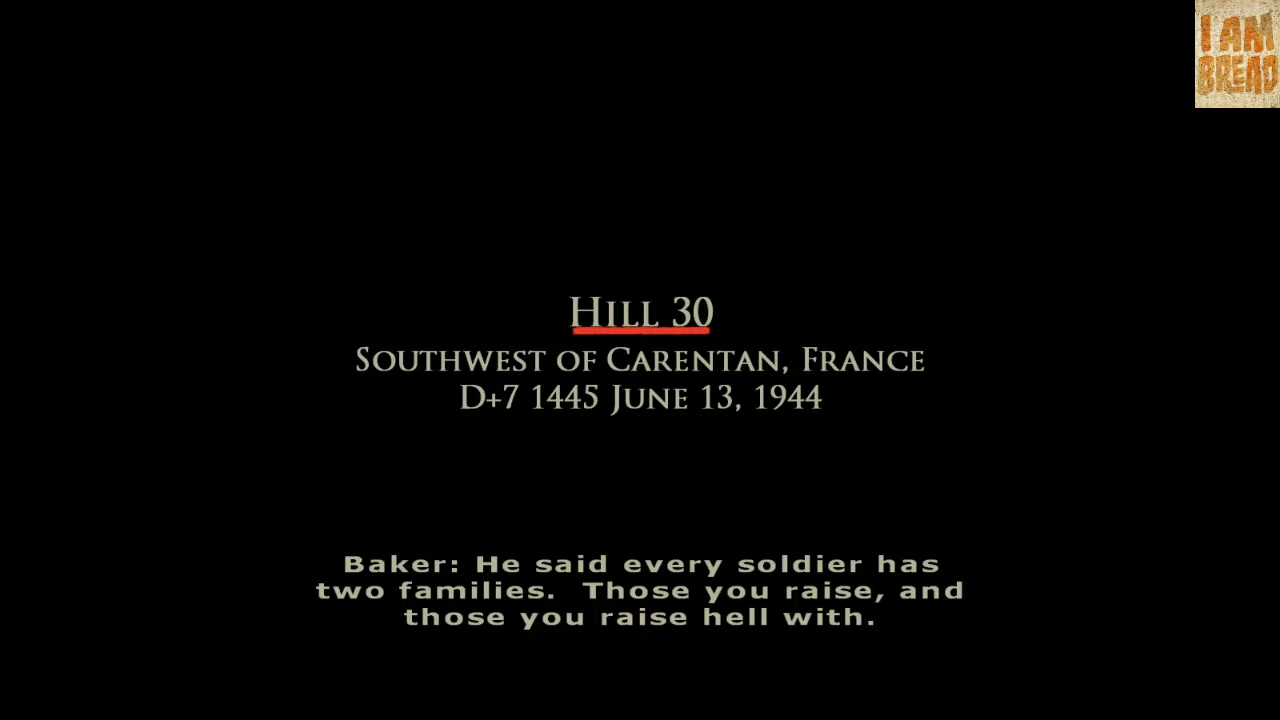 I AM
BREAD
Hill 30
Southwest of Carentan, France
D+7 1445 June 13, 1944
Baker: He said every soldier has
two families.  Those you raise, and
those you raise hell with.